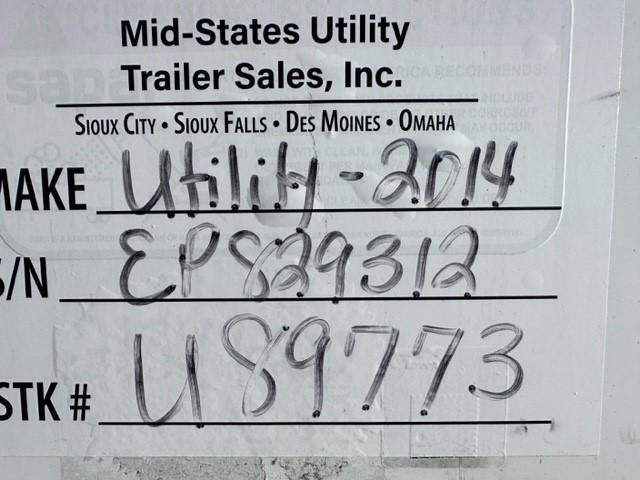 Mid-States Utility
Trailer Sales, Inc.
SIOUX CITY • SIOUX FALLS • DES MOINES • OMAHA
MAKE Utility - 2014
S/N EP829312
STK # U89773